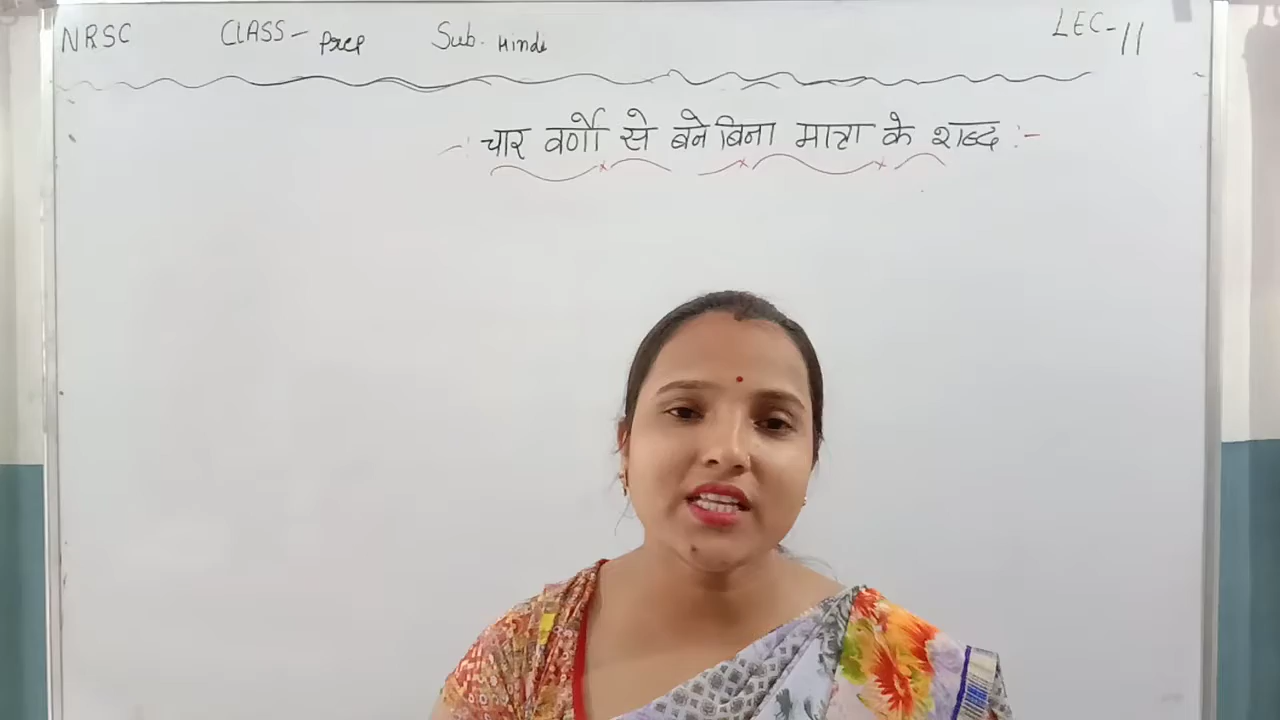 NRSC CLASS- Prep Sub. Hindi LEC-11
-: चार वर्णो से बने बिना मात्रा के शब्द :-